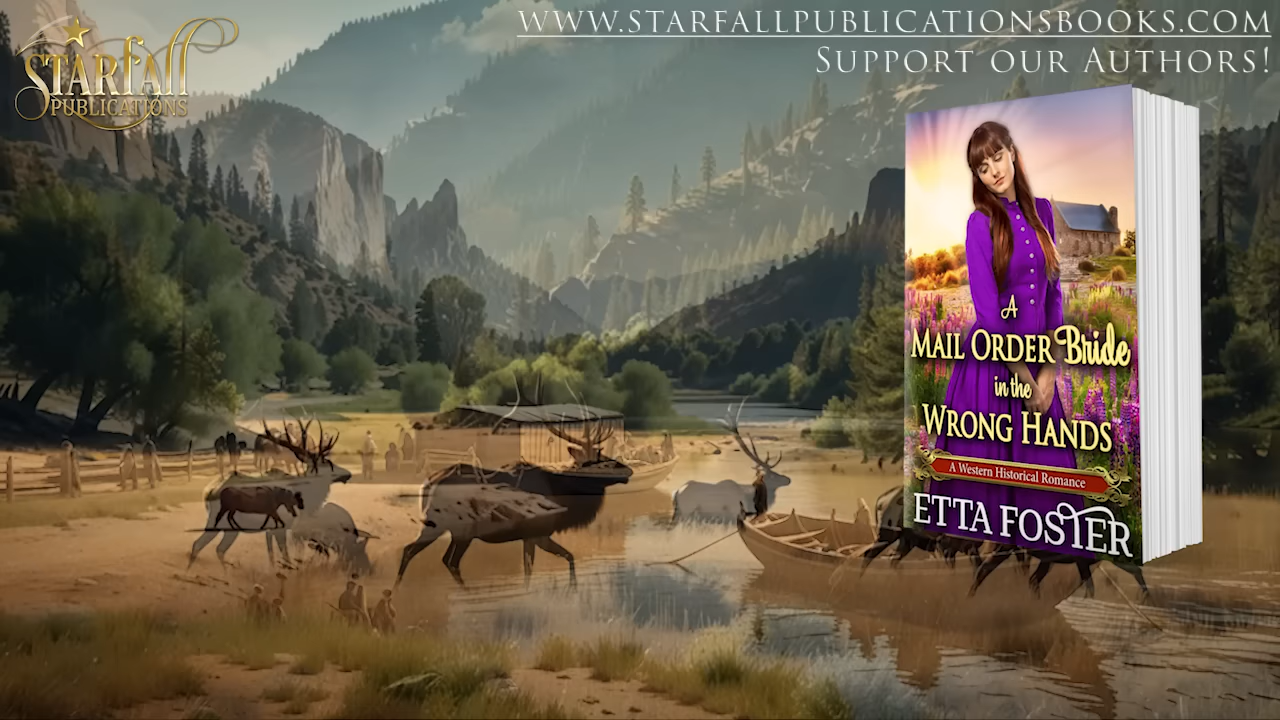 STARfall
PUBLICATIONS
WWW.STARFALLPUBLICATIONSBOOKS.COM
SUPPORT OUR AUTHORS!
A
MAIL ORDER Bride
in the
WRONG HANDS
A Western Historical Romance
ETTA FOSTER